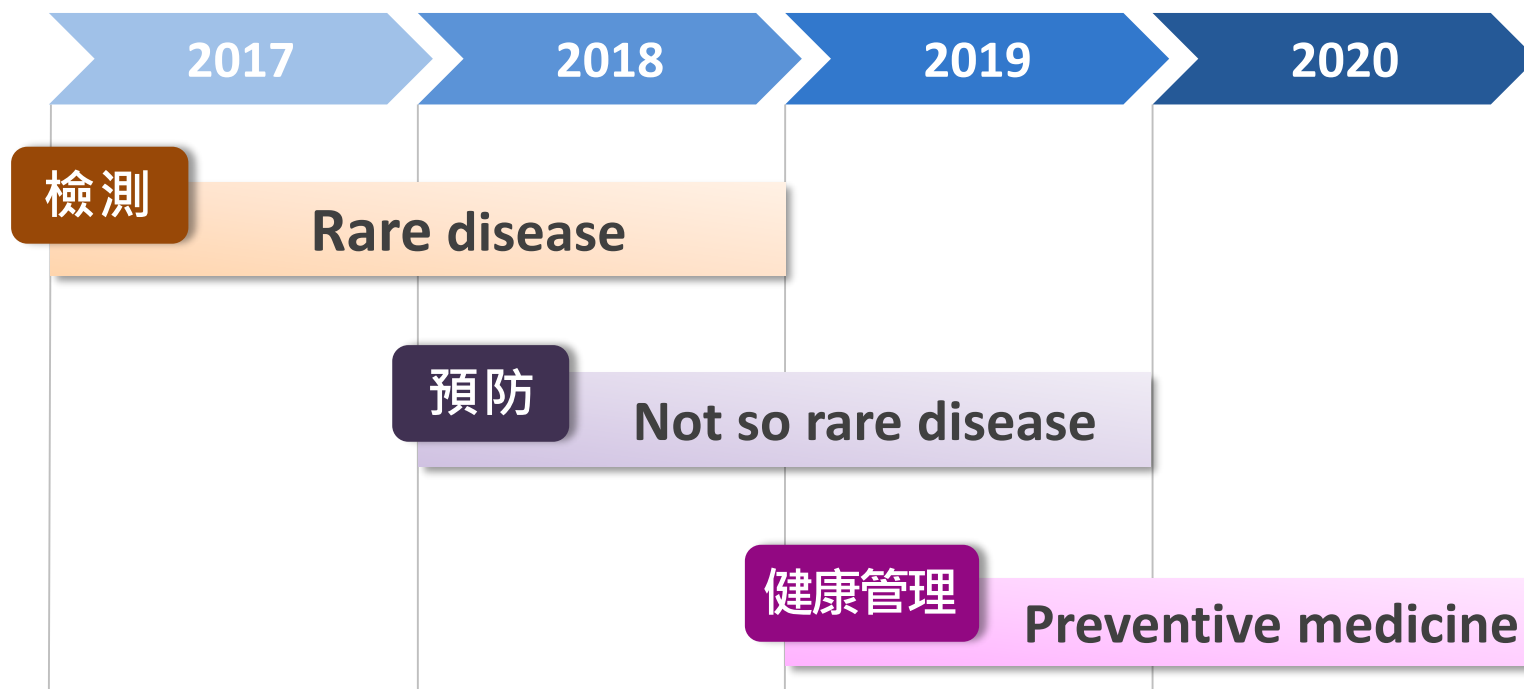 2017 2018 2019 2020
檢測
Rare disease
預防
Not so rare disease
健康管理
Preventive medicine